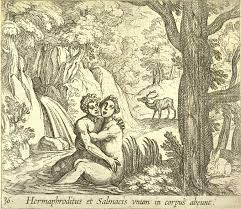 36 Hermaphroditus et Salmacis vnum in corpus abeunt.